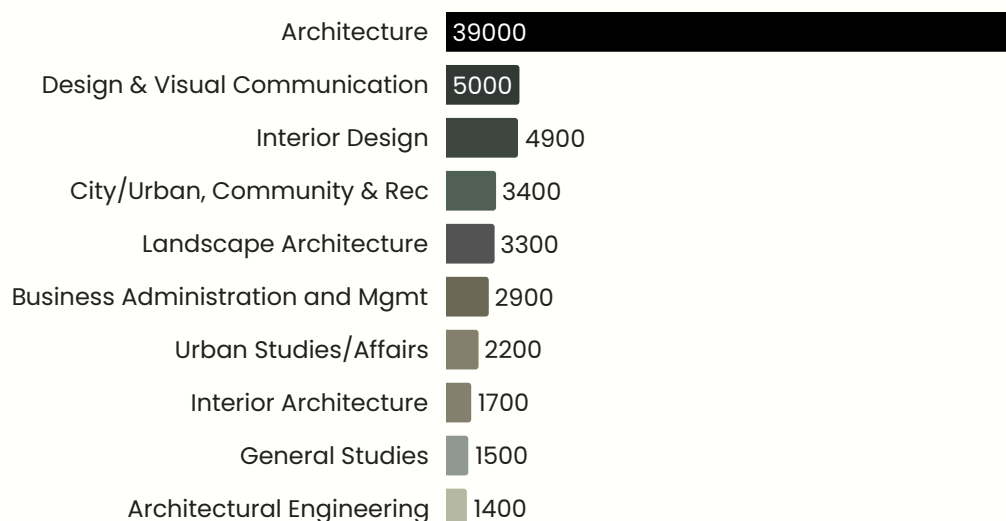 Architecture 39000
Design & Visual Communication 5000
Interior Design 4900
City/Urban, Community & Rec 3400
Landscape Architecture 3300
Business Administration and Mgmt 2900
Urban Studies/Affairs 2200
Interior Architecture 1700
General Studies 1500
Architectural Engineering 1400